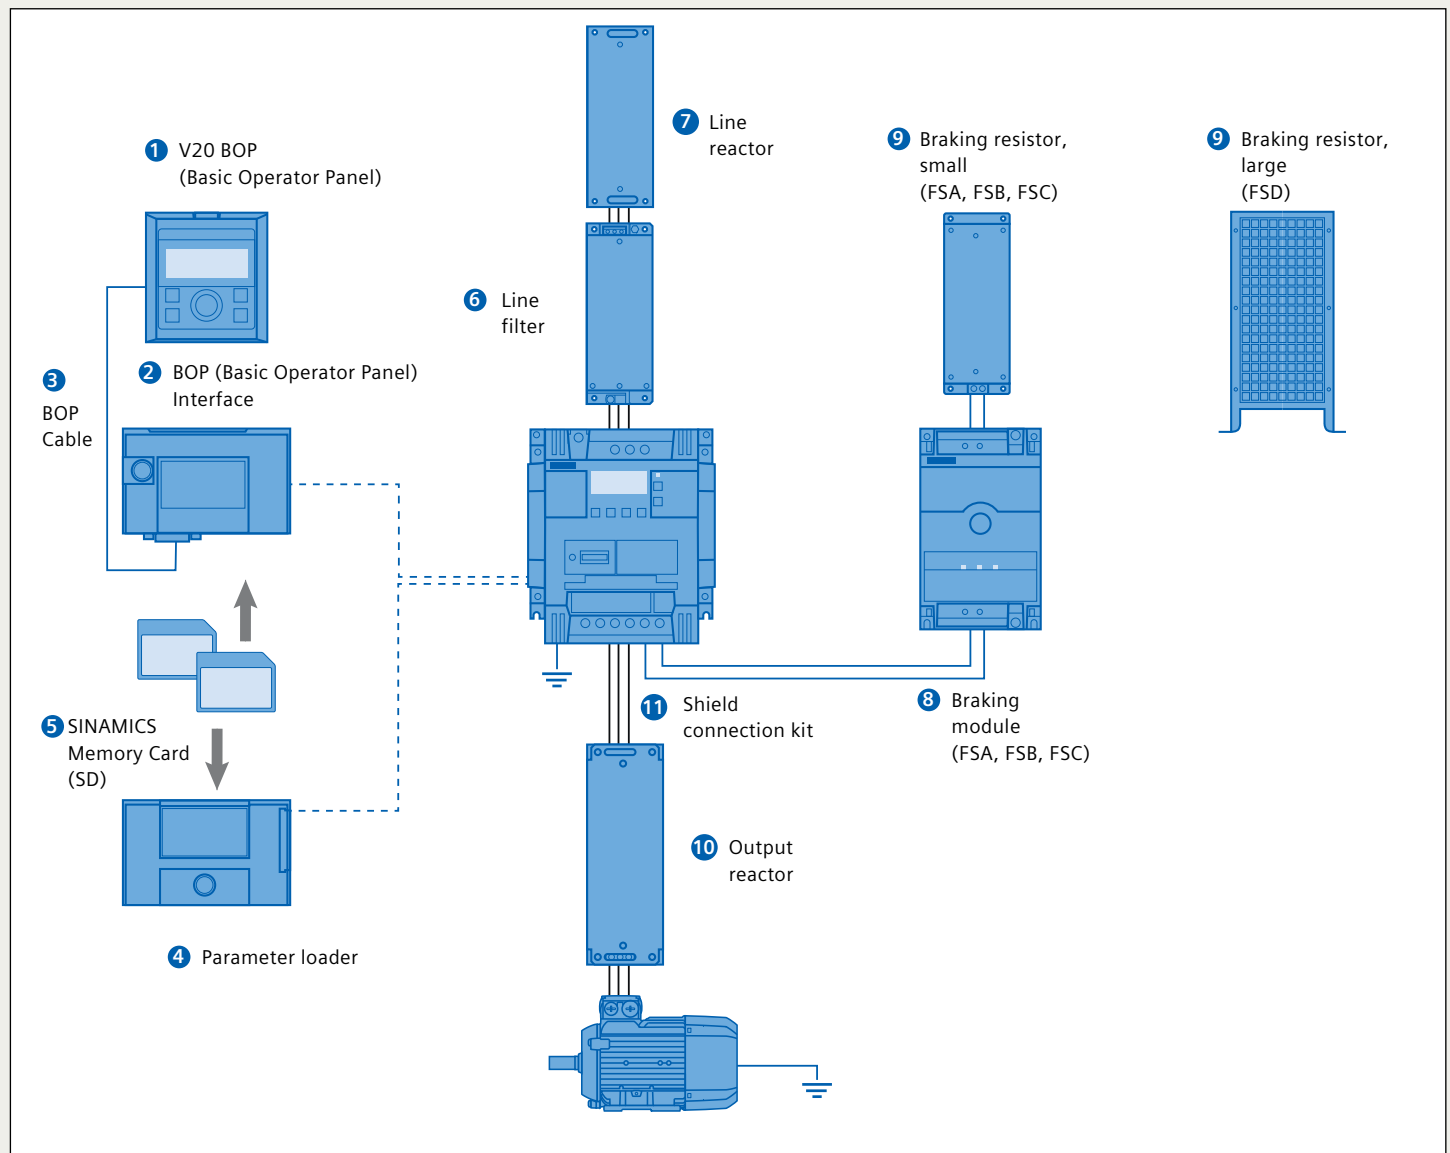 7 Line
reactor
1 V20 BOP
(Basic Operator Panel)
9 Braking resistor,
small
(FSA, FSB, FSC)
9 Braking resistor,
large
(FSD)
6 Line
filter
3
BOP
Cable
2 BOP (Basic Operator Panel)
Interface
5 SINAMICS
Memory Card
(SD)
11 Shield
connection kit
8 Braking
module
(FSA, FSB, FSC)
10 Output
reactor
4 Parameter loader